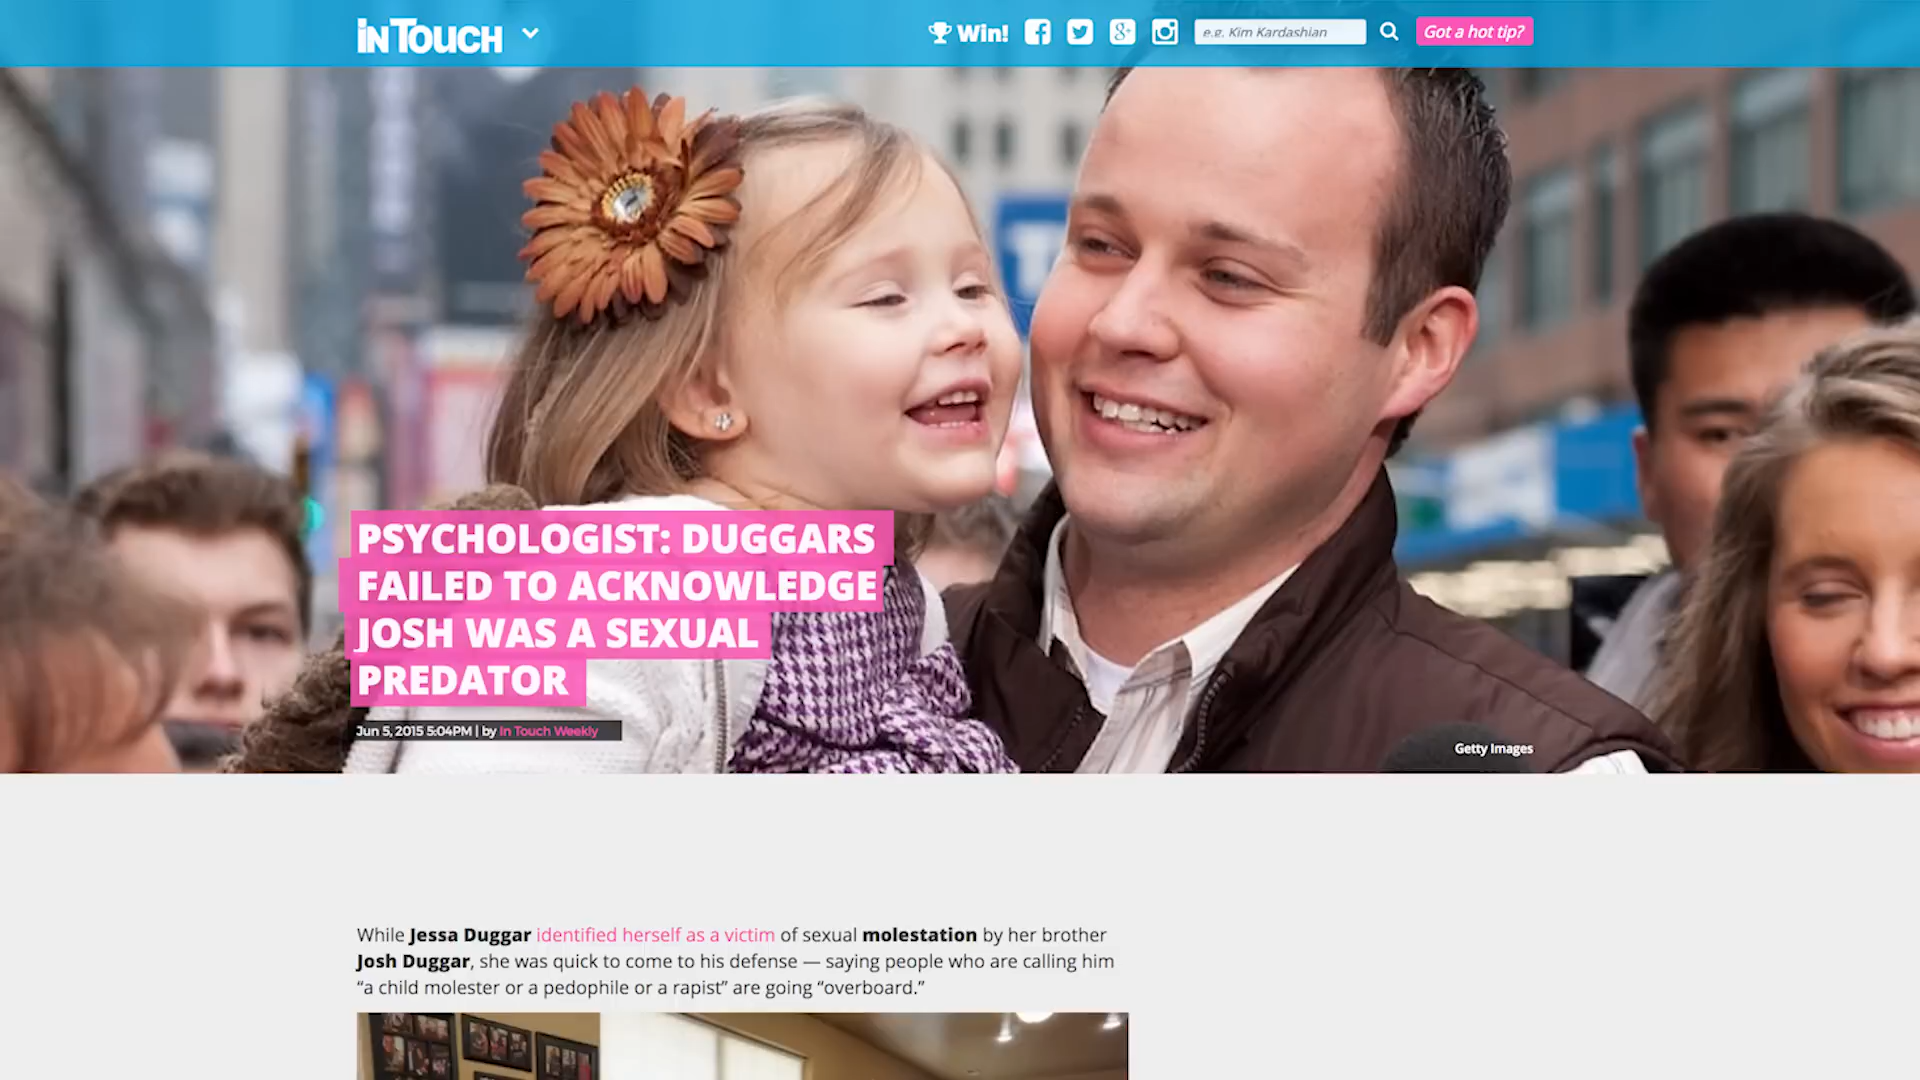 INTOUCH
Win!
e.g. Kim Kardashian
Got a hot tip?
PSYCHOLOGIST: DUGGARS
FAILED TO ACKNOWLEDGE
JOSH WAS A SEXUAL
PREDATOR
Jun 5, 2015 5:04PM | by In Touch Weekly
Getty Images
While Jessa Duggar identified herself as a victim of sexual molestation by her brother
Josh Duggar, she was quick to come to his defense — saying people who are calling him
“a child molester or a pedophile or a rapist” are going “overboard.”